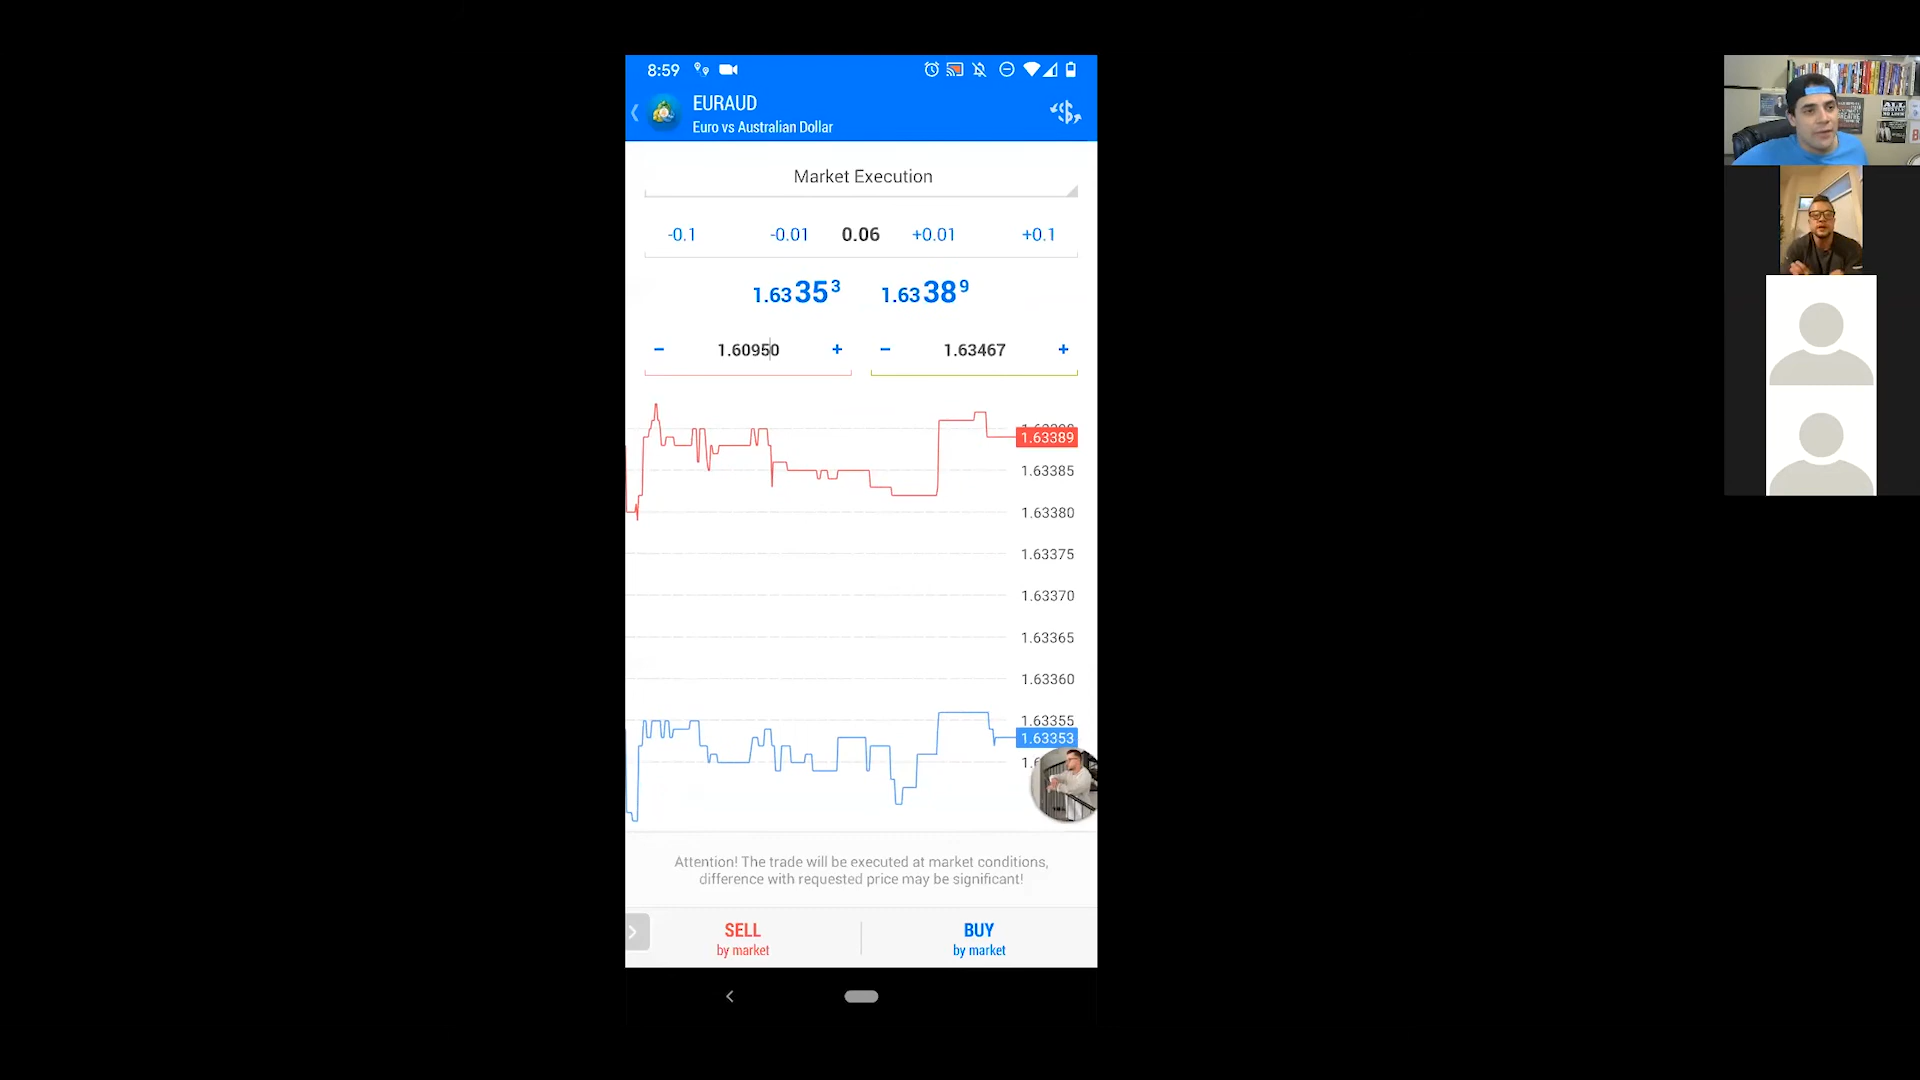 8:59
EURAUD
Euro vs Australian Dollar
Market Execution
-0.1 -0.01 0.06 +0.01 +0.1
1.63353 1.63389
- 1.60950 + - 1.63467 +
1.63389
1.63385
1.63380
1.63375
1.63370
1.63365
1.63360
1.63355
1.63353
Attention! The trade will be executed at market conditions,
difference with requested price may be significant!
SELL BUY
by market by market